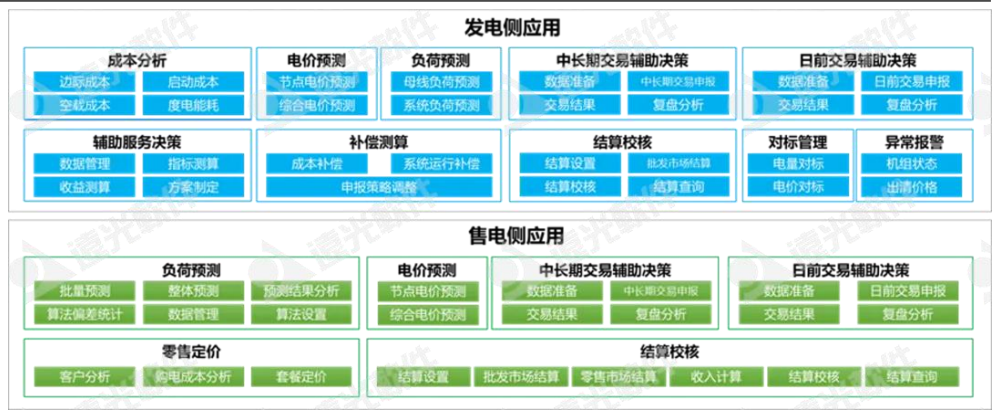 发电侧应用
成本分析 电价预测 负荷预测 中长期交易辅助决策 日前交易辅助决策
边际成本 启动成本 节点电价预测 母线负荷预测 数据准备 中长期交易申报 数据准备 日前交易申报
空载成本 度电能耗 综合电价预测 系统负荷预测 交易结果 复盘分析 交易结果 复盘分析
辅助服务决策 补偿测算 结算校核 对标管理 异常报警
数据管理 指标测算 成本补偿 系统运行补偿 结算设置 批发市场结算 电量对标 机组状态
收益测算 方案制定 申报策略调整 结算校核 结算查询 电价对标 出清价格
售电侧应用
负荷预测 电价预测 中长期交易辅助决策 日前交易辅助决策
批量预测 整体预测 预测结果分析 节点电价预测 数据准备 中长期交易申报 数据准备 日前交易申报
算法偏差统计 数据管理 算法设置 综合电价预测 交易结果 复盘分析 交易结果 复盘分析
零售定价 结算校核
客户分析 购电成本分析 套餐定价 结算设置 批发市场结算 零售市场结算 收入计算 结算校核 结算查询
遠光軟件